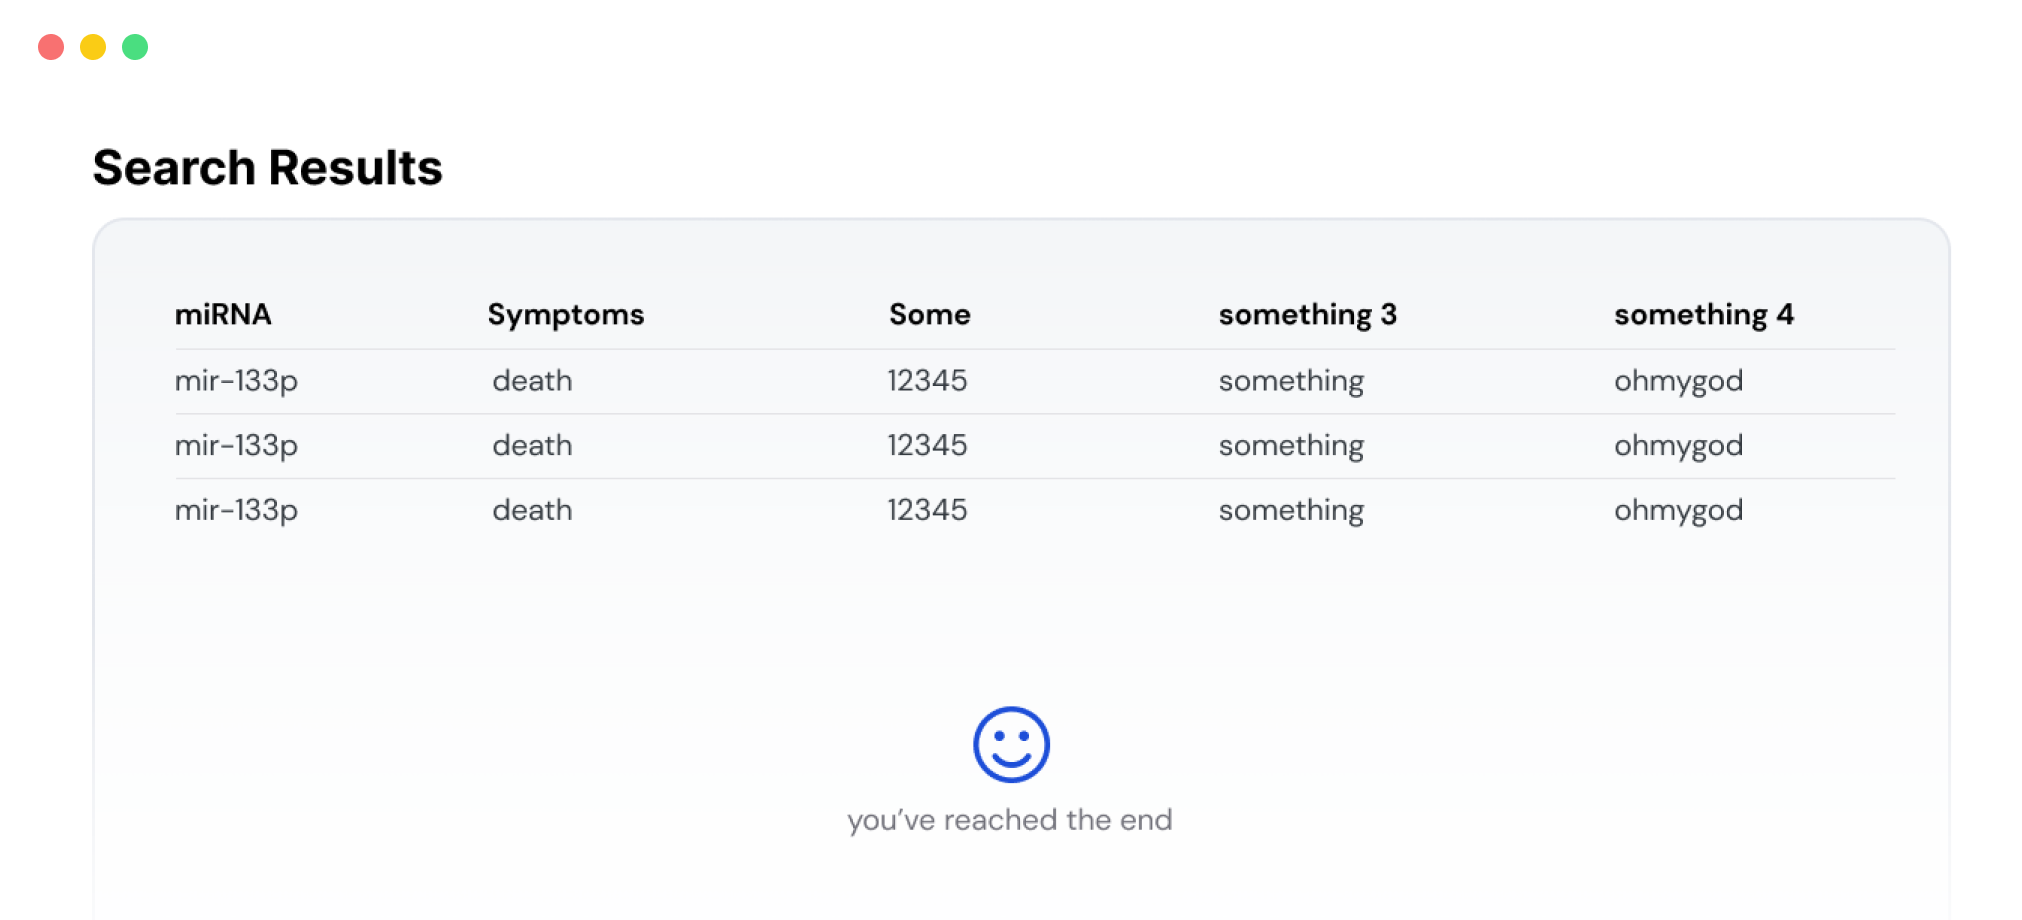 Search Results
miRNA Symptoms Some something 3 something 4
mir-133p death 12345 something ohmygod
mir-133p death 12345 something ohmygod
mir-133p death 12345 something ohmygod
you’ve reached the end